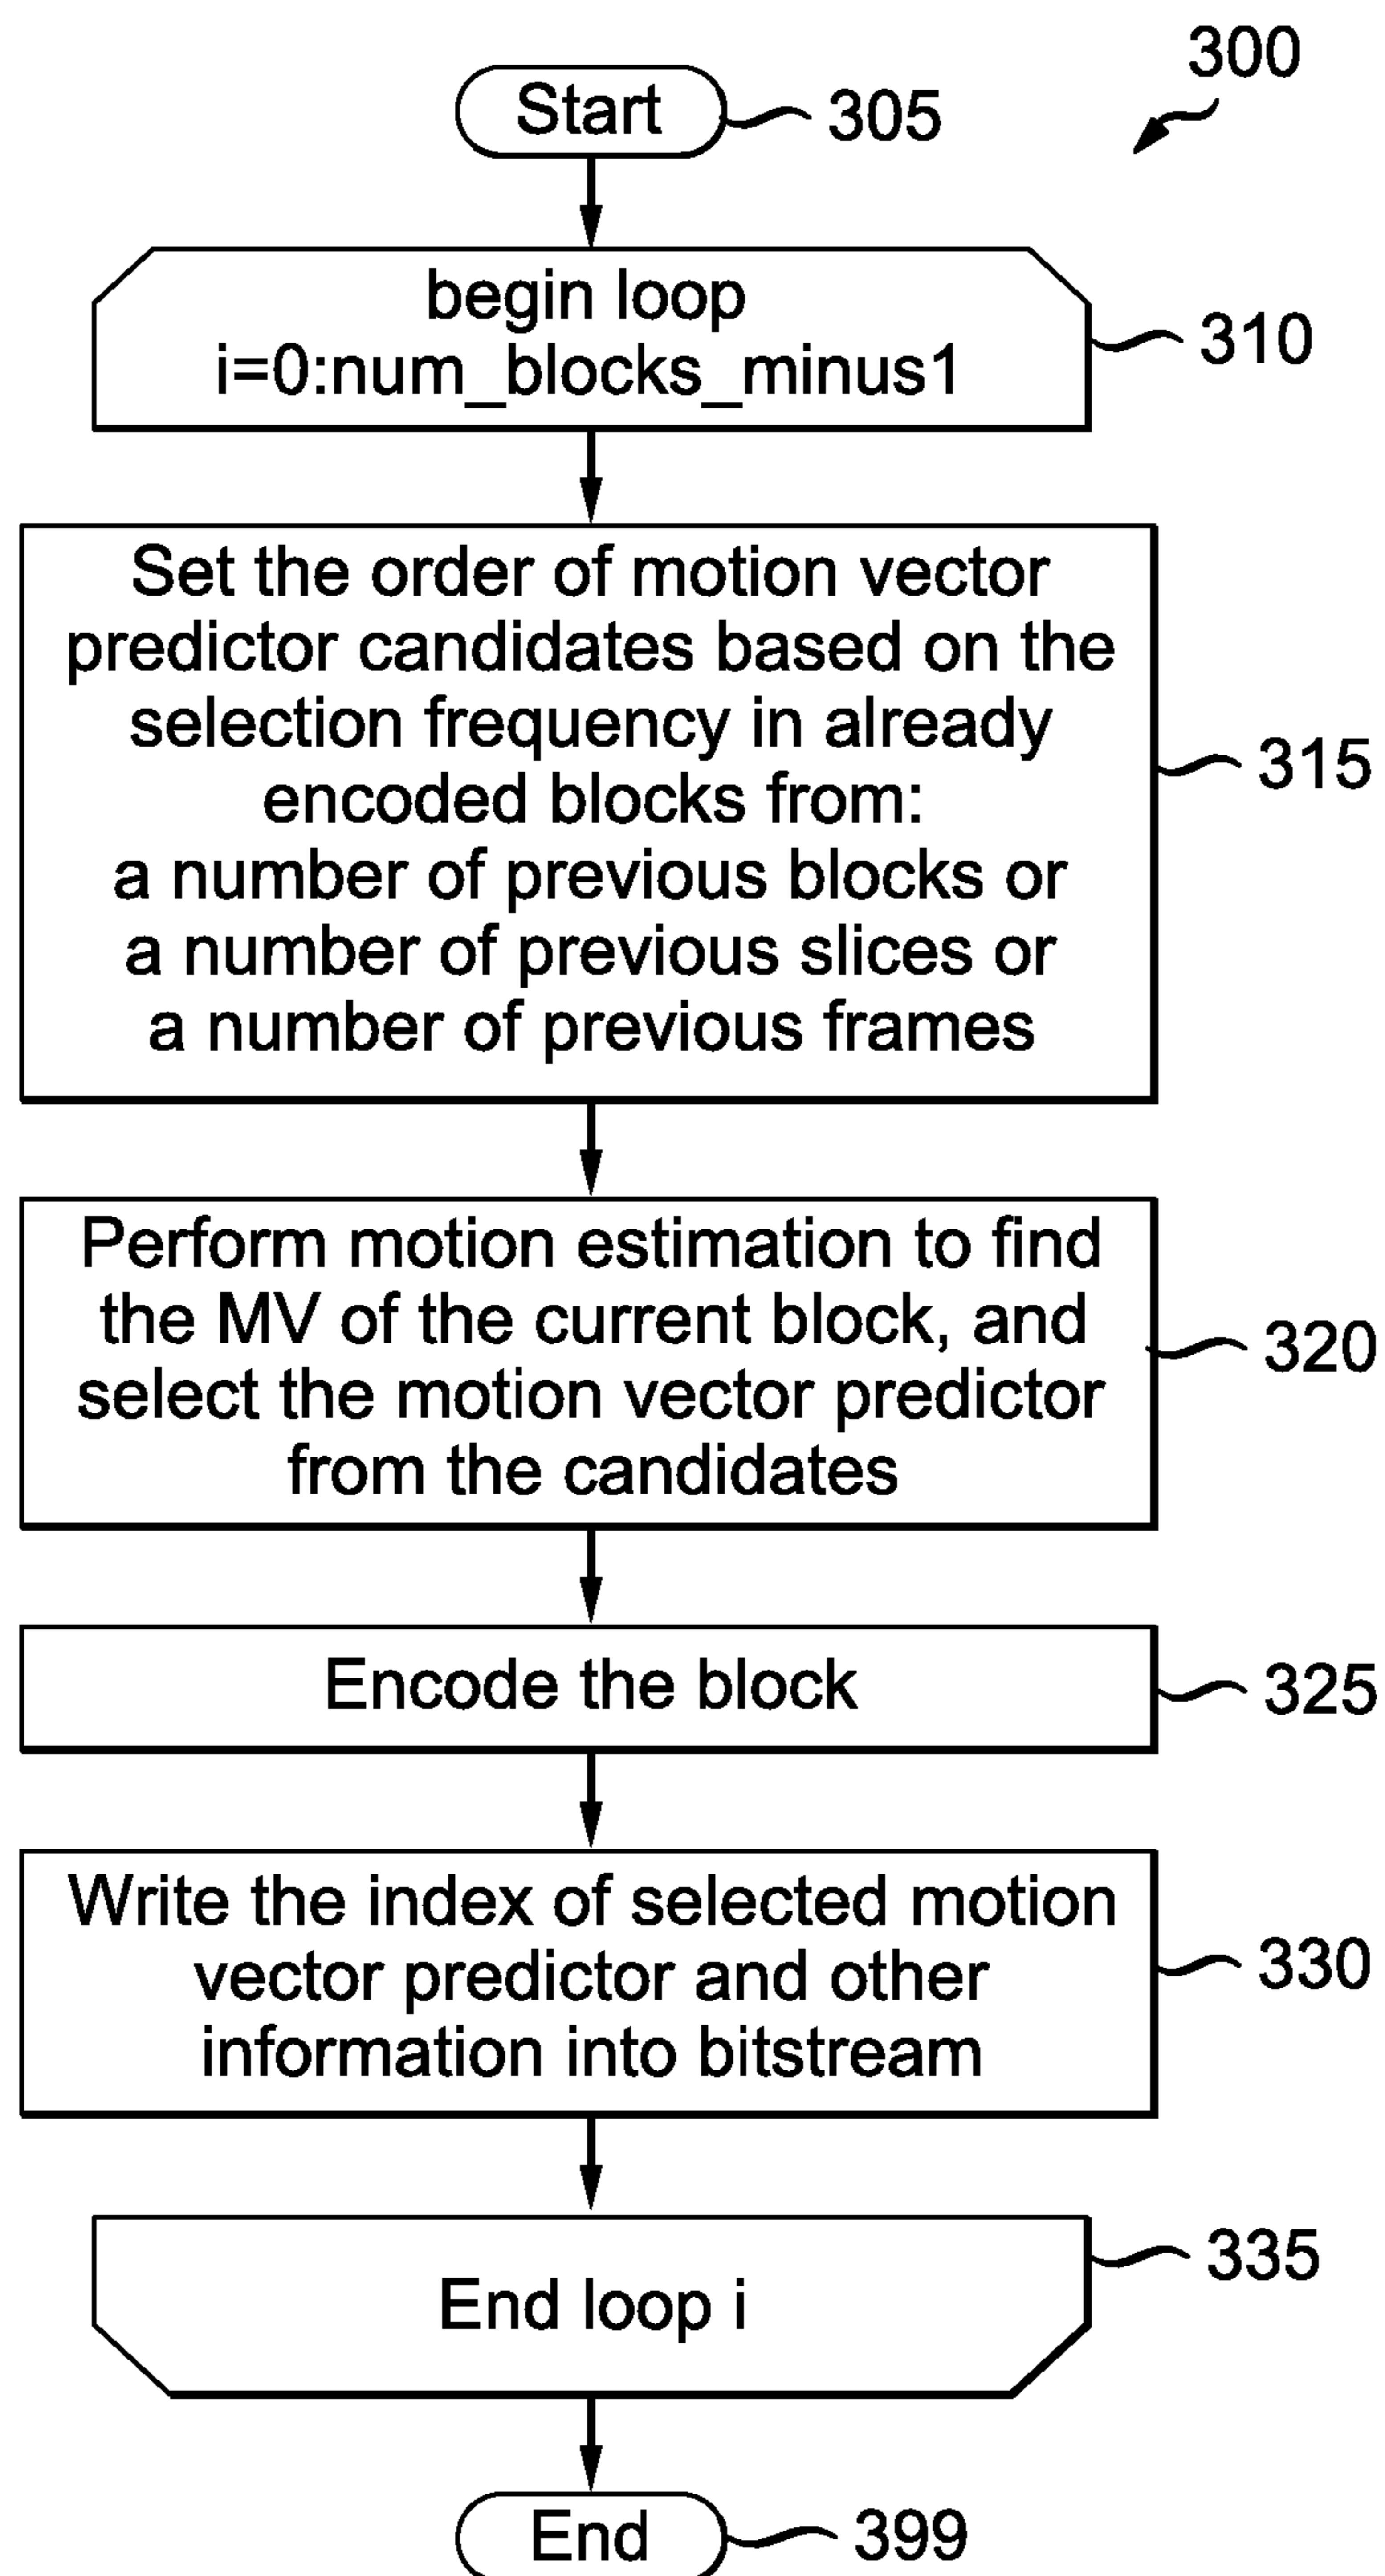 300
Start
305
begin loop
i=0:num_blocks_minus1
310
Set the order of motion vector
predictor candidates based on the
selection frequency in already
encoded blocks from:
a number of previous blocks or
a number of previous slices or
a number of previous frames
315
Perform motion estimation to find
the MV of the current block, and
select the motion vector predictor
from the candidates
320
Encode the block
325
Write the index of selected motion
vector predictor and other
information into bitstream
330
End loop i
335
End
399